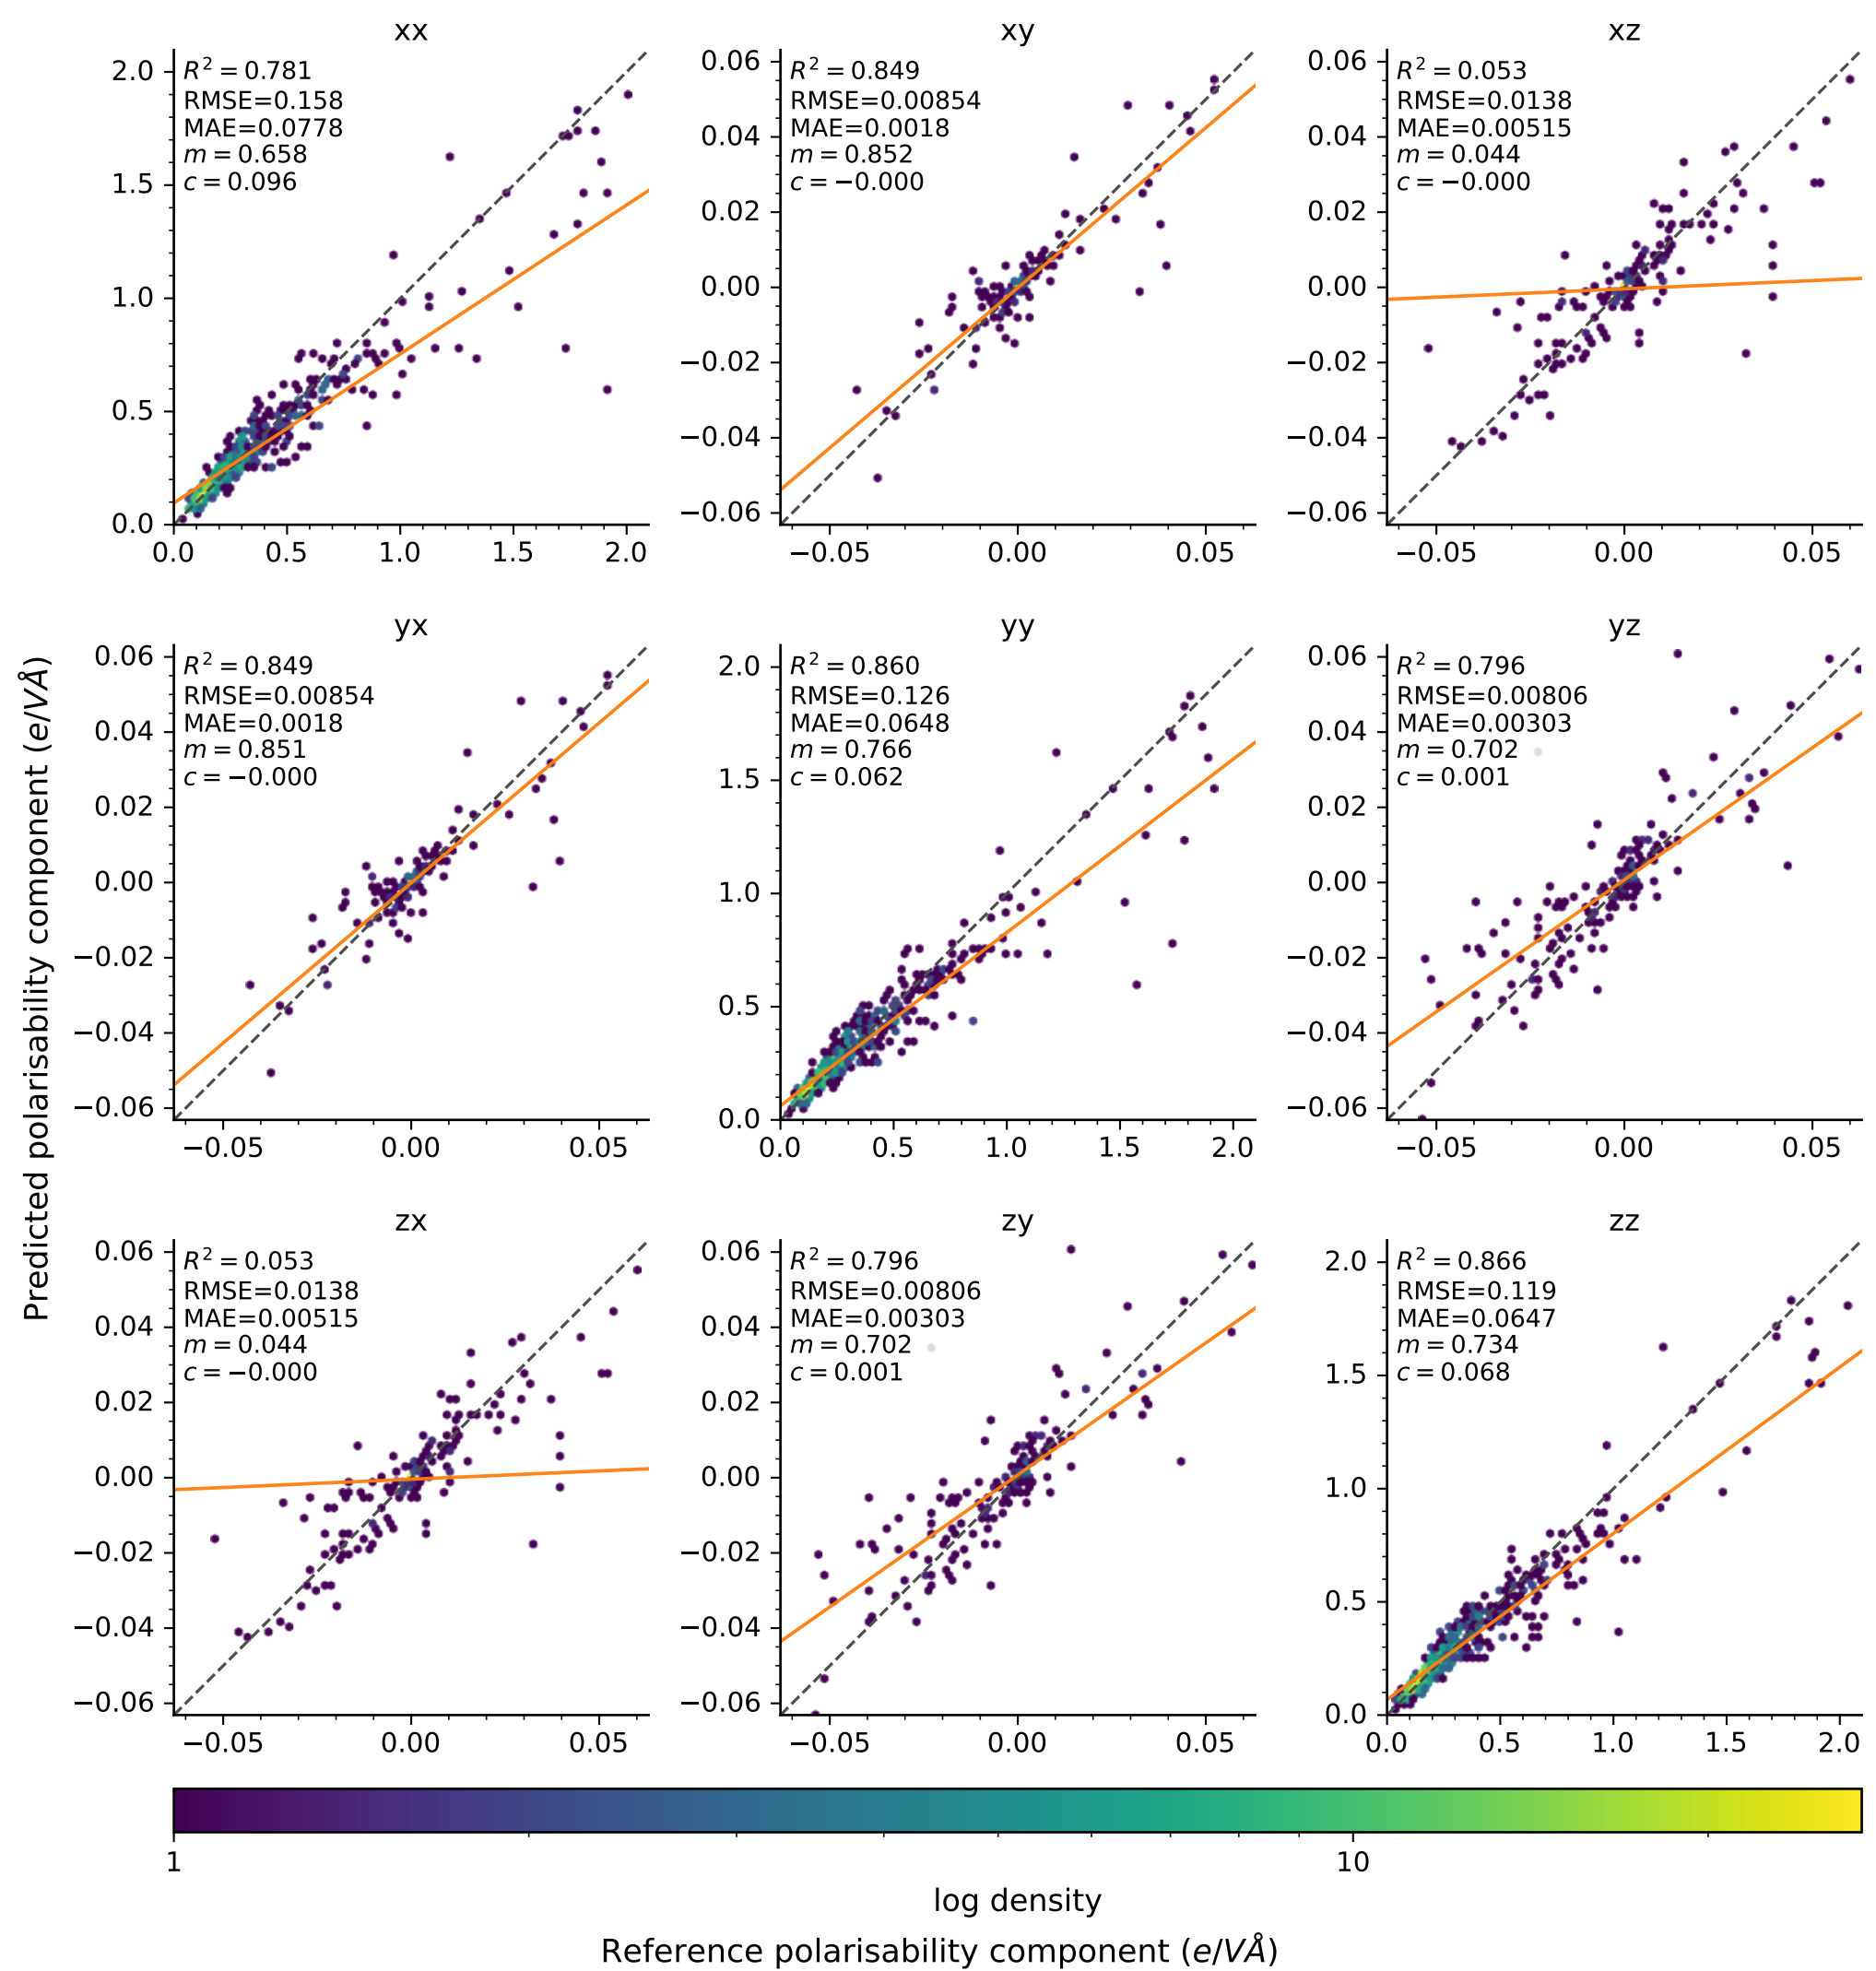 xx
R² = 0.781
RMSE=0.158
MAE=0.0778
m = 0.658
c = 0.096
2.0
1.5
1.0
0.5
0.0
0.0 0.5 1.0 1.5 2.0
xy
R² = 0.849
RMSE=0.00854
MAE=0.0018
m = 0.852
c = −0.000
0.06
0.04
0.02
0.00
−0.02
−0.04
−0.06
−0.05 0.00 0.05
xz
R² = 0.053
RMSE=0.0138
MAE=0.00515
m = 0.044
c = −0.000
0.06
0.04
0.02
0.00
−0.02
−0.04
−0.06
−0.05 0.00 0.05
Predicted polarisability component (e/VÅ)
yx
R² = 0.849
RMSE=0.00854
MAE=0.0018
m = 0.851
c = −0.000
0.06
0.04
0.02
0.00
−0.02
−0.04
−0.06
−0.05 0.00 0.05
yy
R² = 0.860
RMSE=0.126
MAE=0.0648
m = 0.766
c = 0.062
2.0
1.5
1.0
0.5
0.0
0.0 0.5 1.0 1.5 2.0
yz
R² = 0.796
RMSE=0.00806
MAE=0.00303
m = 0.702
c = 0.001
0.06
0.04
0.02
0.00
−0.02
−0.04
−0.06
−0.05 0.00 0.05
zx
R² = 0.053
RMSE=0.0138
MAE=0.00515
m = 0.044
c = −0.000
0.06
0.04
0.02
0.00
−0.02
−0.04
−0.06
−0.05 0.00 0.05
zy
R² = 0.796
RMSE=0.00806
MAE=0.00303
m = 0.702
c = 0.001
0.06
0.04
0.02
0.00
−0.02
−0.04
−0.06
−0.05 0.00 0.05
zz
R² = 0.866
RMSE=0.119
MAE=0.0647
m = 0.734
c = 0.068
2.0
1.5
1.0
0.5
0.0
0.0 0.5 1.0 1.5 2.0
1 10
log density
Reference polarisability component (e/VÅ)